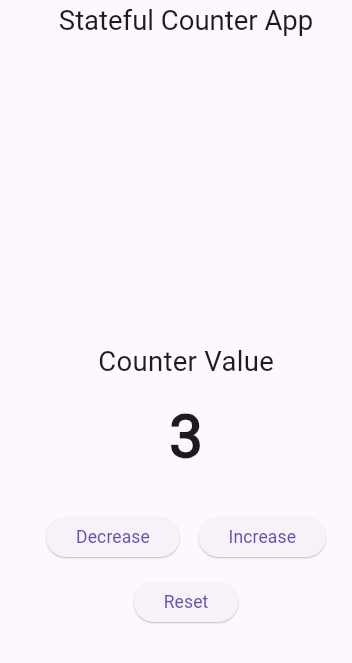 Stateful Counter App
Counter Value
3
Decrease Increase
Reset